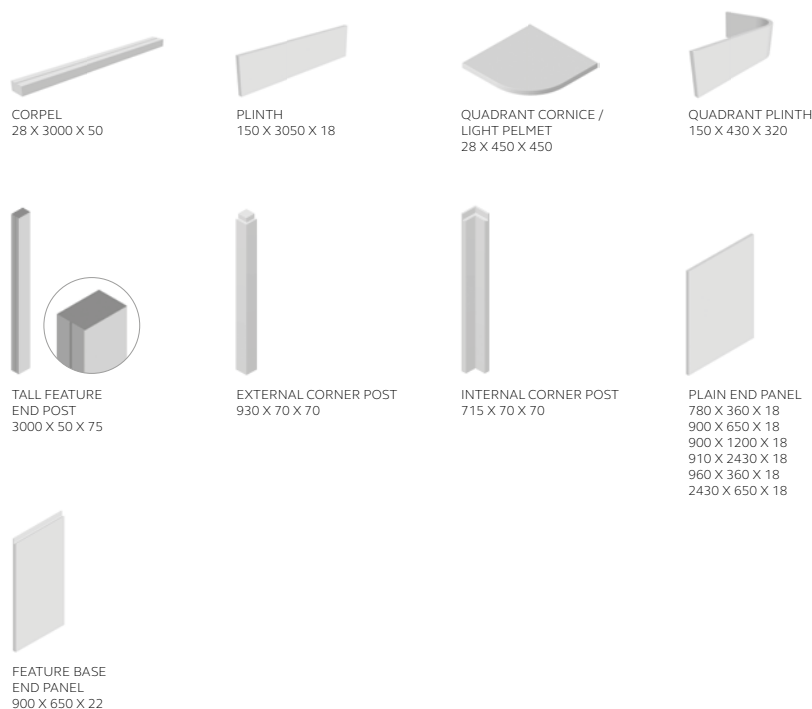 CORPEL
28 X 3000 X 50
PLINTH
150 X 3050 X 18
QUADRANT CORNICE /
LIGHT PELMET
28 X 450 X 450
QUADRANT PLINTH
150 X 430 X 320
TALL FEATURE
END POST
3000 X 50 X 75
EXTERNAL CORNER POST
930 X 70 X 70
INTERNAL CORNER POST
715 X 70 X 70
PLAIN END PANEL
780 X 360 X 18
900 X 650 X 18
900 X 1200 X 18
910 X 2430 X 18
960 X 360 X 18
2430 X 650 X 18
FEATURE BASE
END PANEL
900 X 650 X 22